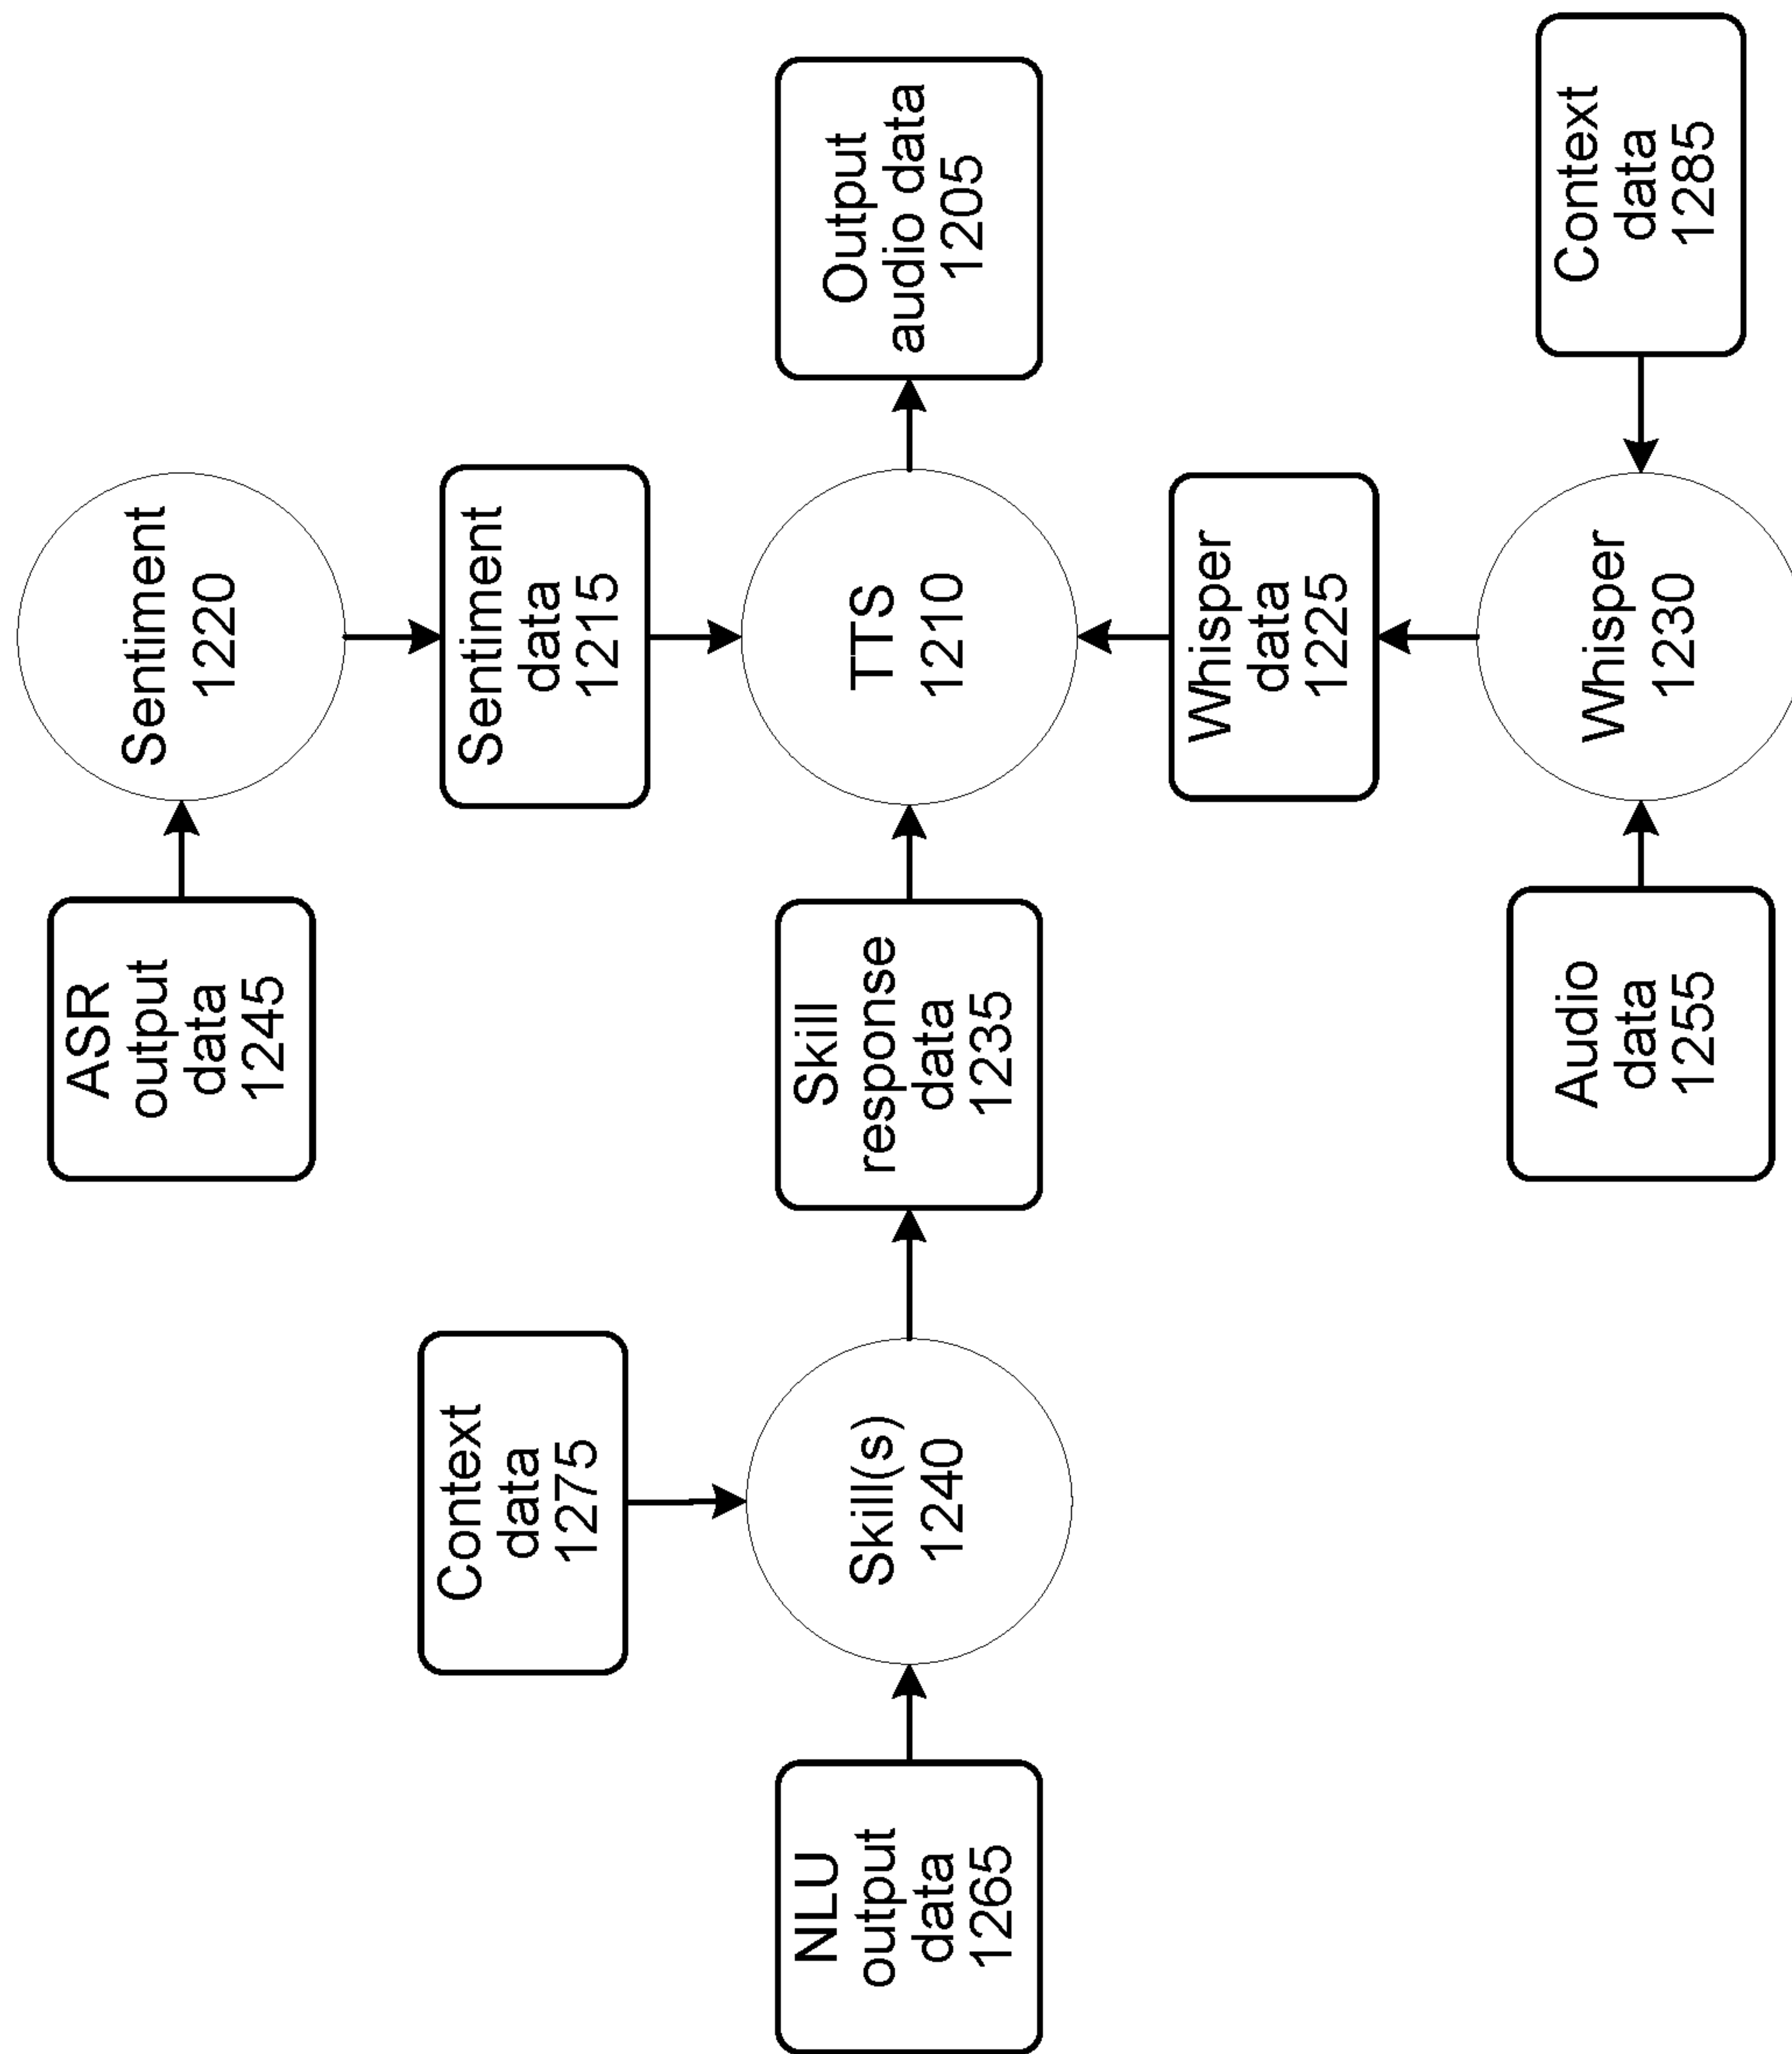 ASR
output
data
1245
Sentiment
1220
Context
data
1275
Sentiment
data
1215
NLU
output
data
1265
Skill(s)
1240
Skill
response
data
1235
TTS
1210
Output
audio data
1205
Whisper
data
1225
Audio
data
1255
Whisper
1230
Context
data
1285